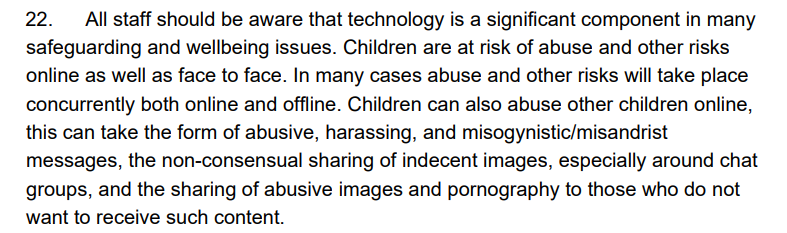 22. All staff should be aware that technology is a significant component in many
safeguarding and wellbeing issues. Children are at risk of abuse and other risks
online as well as face to face. In many cases abuse and other risks will take place
concurrently both online and offline. Children can also abuse other children online,
this can take the form of abusive, harassing, and misogynistic/misandrist
messages, the non-consensual sharing of indecent images, especially around chat
groups, and the sharing of abusive images and pornography to those who do not
want to receive such content.